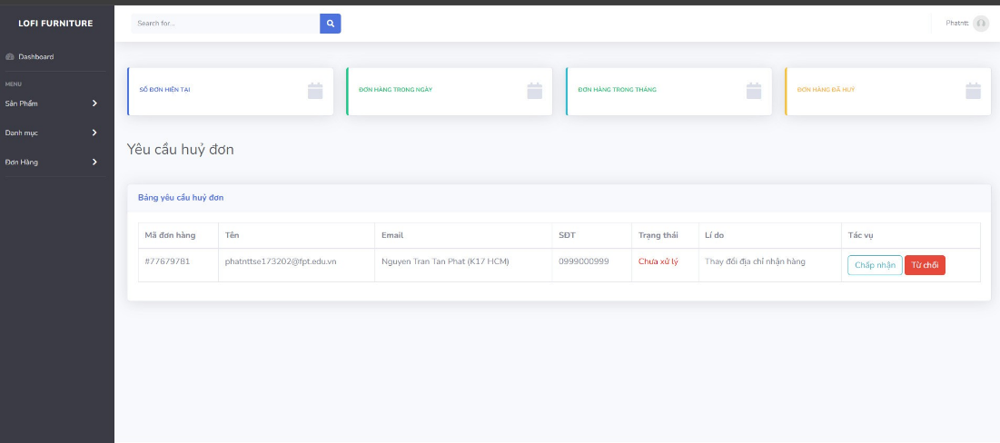 LOFI FURNITURE
Search for...
Phatntt
Dashboard
MENU
Sản Phẩm
Danh mục
Đơn Hàng
SỐ ĐƠN HIỆN TẠI
ĐƠN HÀNG TRONG NGÀY
ĐƠN HÀNG TRONG THÁNG
ĐƠN HÀNG ĐÃ HUỶ
Yêu cầu huỷ đơn
Bảng yêu cầu huỷ đơn
Mã đơn hàng Tên Email SĐT Trạng thái Lí do Tác vụ
#77679781 phatnttse173202@fpt.edu.vn Nguyen Tran Tan Phat (K17 HCM) 0999000999 Chưa xử lý Thay đổi địa chỉ nhận hàng Chấp nhận Từ chối